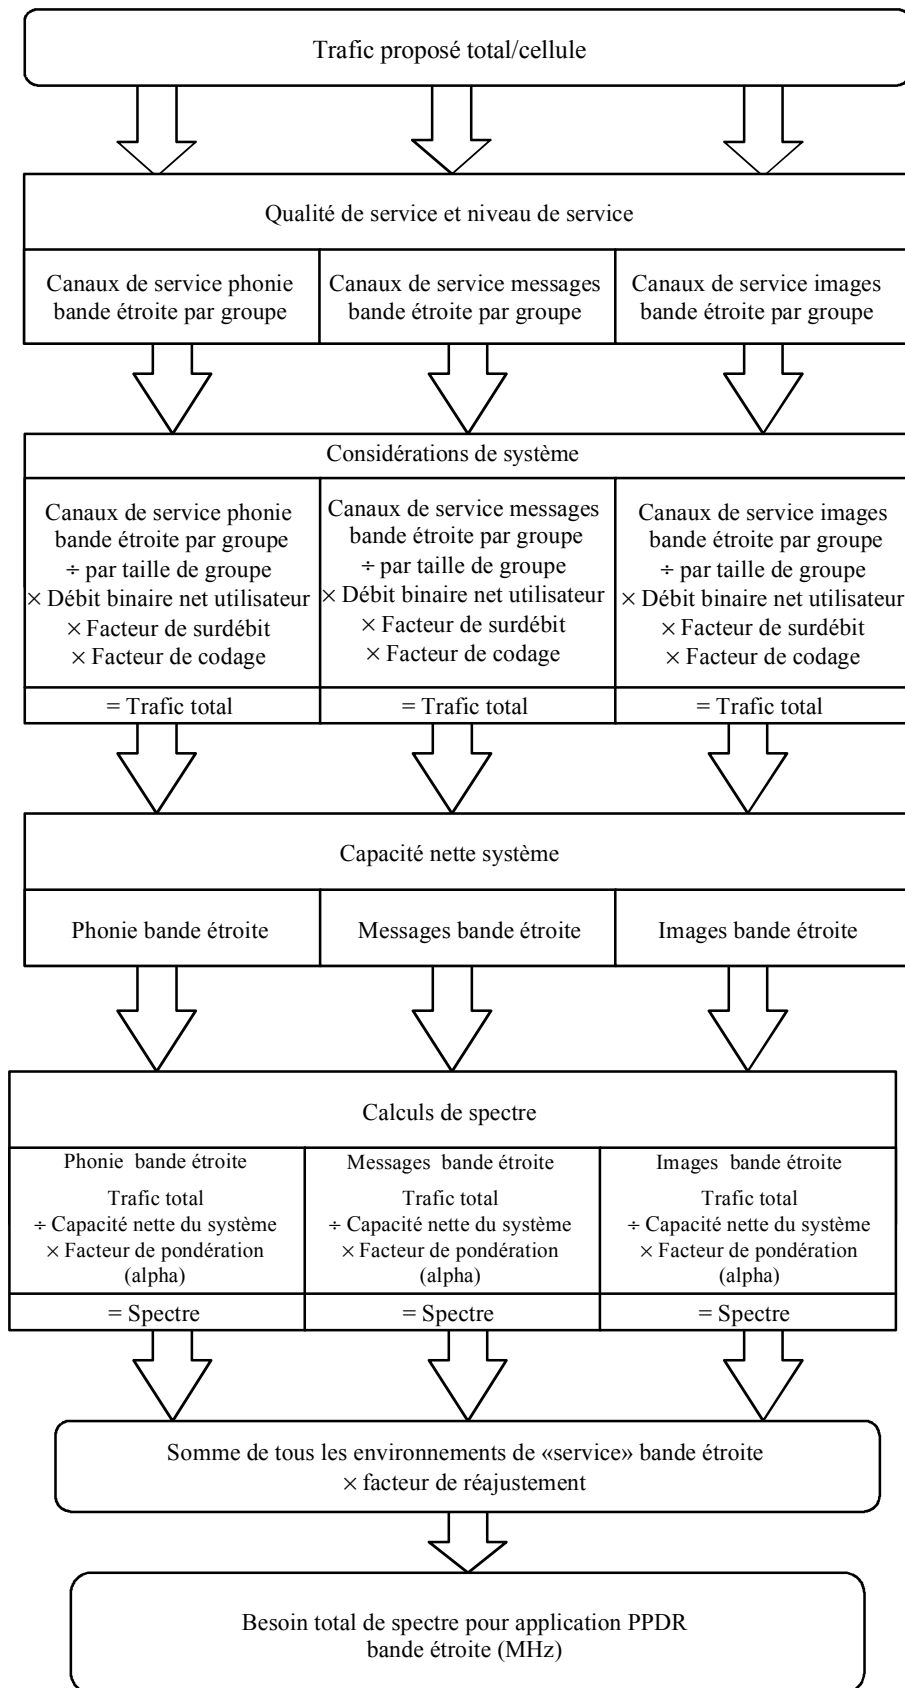 Trafic proposé total/cellule
Qualité de service et niveau de service
Canaux de service phonie
bande étroite par groupe
Canaux de service messages
bande étroite par groupe
Canaux de service images
bande étroite par groupe
Considérations de système
Canaux de service phonie
bande étroite par groupe
÷ par taille de groupe
× Débit binaire net utilisateur
× Facteur de surdébit
× Facteur de codage
Canaux de service messages
bande étroite par groupe
÷ par taille de groupe
× Débit binaire net utilisateur
× Facteur de surdébit
× Facteur de codage
Canaux de service images
bande étroite par groupe
÷ par taille de groupe
× Débit binaire net utilisateur
× Facteur de surdébit
× Facteur de codage
= Trafic total
= Trafic total
= Trafic total
Capacité nette système
Phonie bande étroite
Messages bande étroite
Images bande étroite
Calculs de spectre
Phonie bande étroite
Trafic total
÷ Capacité nette du système
× Facteur de pondération
(alpha)
Messages bande étroite
Trafic total
÷ Capacité nette du système
× Facteur de pondération
(alpha)
Images bande étroite
Trafic total
÷ Capacité nette du système
× Facteur de pondération
(alpha)
= Spectre
= Spectre
= Spectre
Somme de tous les environnements de «service» bande étroite
× facteur de réajustement
Besoin total de spectre pour application PPDR
bande étroite (MHz)